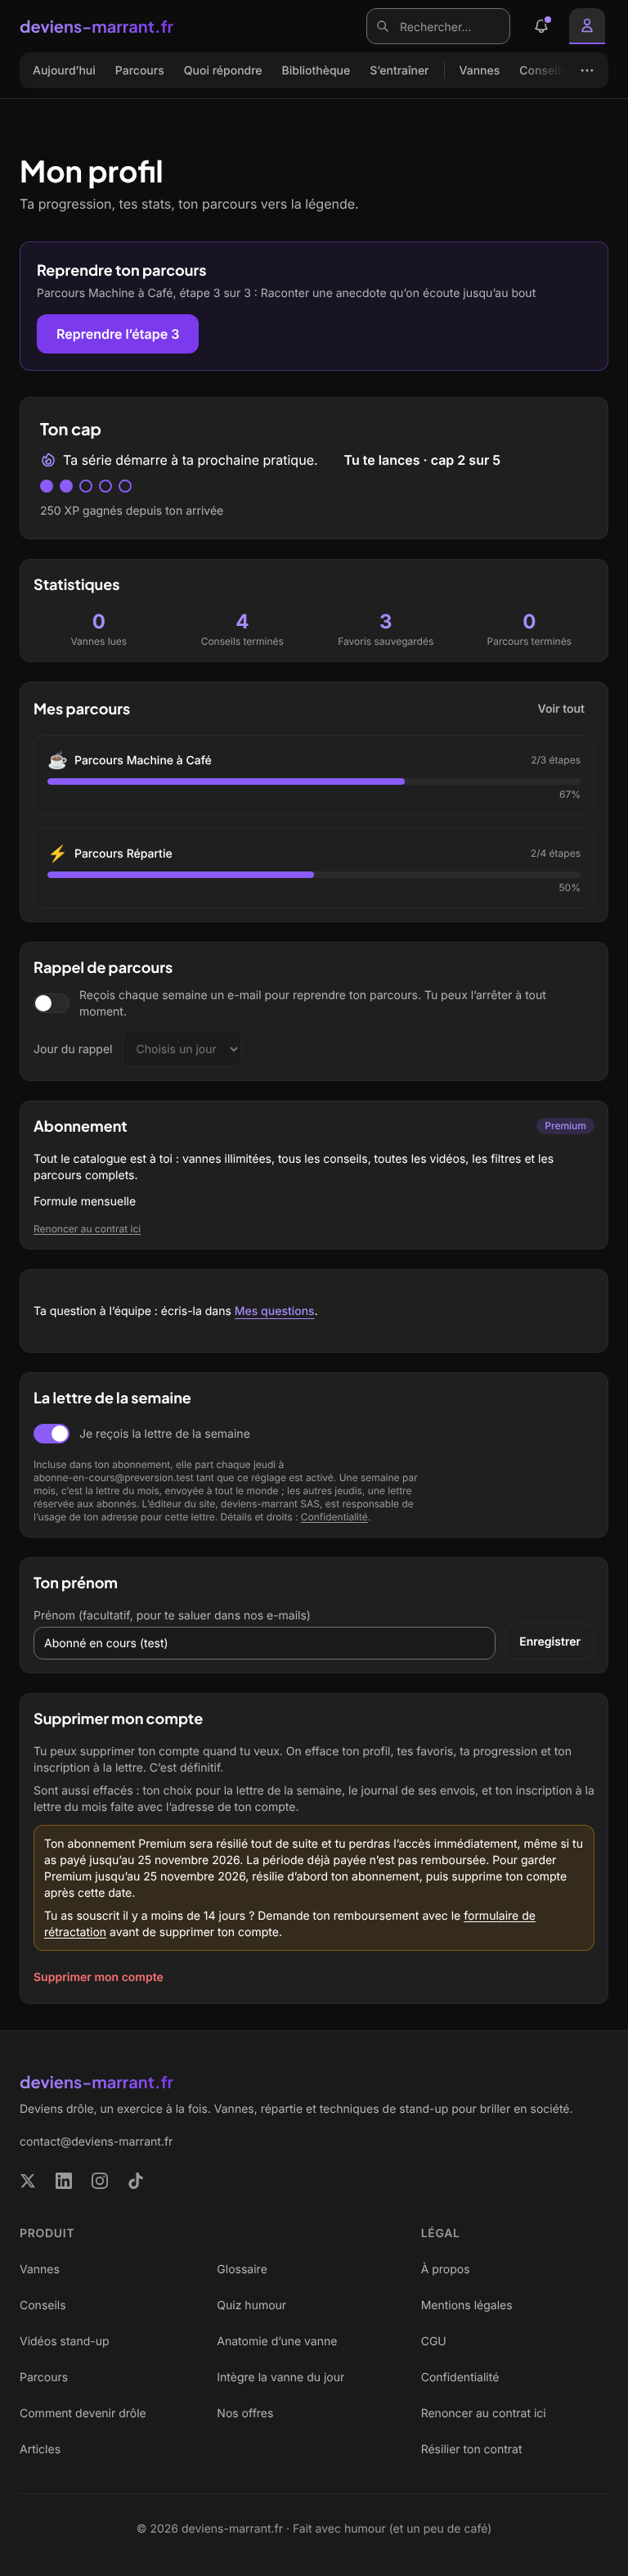 deviens-marrant.fr
Rechercher...
Aujourd’hui Parcours Quoi répondre Bibliothèque S’entraîner Vannes Conseils
Mon profil
Ta progression, tes stats, ton parcours vers la légende.
Reprendre ton parcours
Parcours Machine à Café, étape 3 sur 3 : Raconter une anecdote qu’on écoute jusqu’au bout
Reprendre l’étape 3
Ton cap
Ta série démarre à ta prochaine pratique. Tu te lances · cap 2 sur 5
250 XP gagnés depuis ton arrivée
Statistiques
0 4 3 0
Vannes lues Conseils terminés Favoris sauvegardés Parcours terminés
Mes parcours Voir tout
Parcours Machine à Café 2/3 étapes
67%
Parcours Répartie 2/4 étapes
50%
Rappel de parcours
Reçois chaque semaine un e-mail pour reprendre ton parcours. Tu peux l’arrêter à tout
moment.
Jour du rappel Choisis un jour
Abonnement Premium
Tout le catalogue est à toi : vannes illimitées, tous les conseils, toutes les vidéos, les filtres et les
parcours complets.
Formule mensuelle
Renoncer au contrat ici
Ta question à l’équipe : écris-la dans Mes questions.
La lettre de la semaine
Je reçois la lettre de la semaine
Incluse dans ton abonnement, elle part chaque jeudi à
abonne-en-cours@preversion.test tant que ce réglage est activé. Une semaine par
mois, c’est la lettre du mois, envoyée à tout le monde ; les autres jeudis, une lettre
réservée aux abonnés. L’éditeur du site, deviens-marrant SAS, est responsable de
l’usage de ton adresse pour cette lettre. Détails et droits : Confidentialité.
Ton prénom
Prénom (facultatif, pour te saluer dans nos e-mails)
Abonné en cours (test) Enregistrer
Supprimer mon compte
Tu peux supprimer ton compte quand tu veux. On efface ton profil, tes favoris, ta progression et ton
inscription à la lettre. C’est définitif.
Sont aussi effacés : ton choix pour la lettre de la semaine, le journal de ses envois, et ton inscription à la
lettre du mois faite avec l’adresse de ton compte.
Ton abonnement Premium sera résilié tout de suite et tu perdras l’accès immédiatement, même si tu
as payé jusqu’au 25 novembre 2026. La période déjà payée n’est pas remboursée. Pour garder
Premium jusqu’au 25 novembre 2026, résilie d’abord ton abonnement, puis supprime ton compte
après cette date.
Tu as souscrit il y a moins de 14 jours ? Demande ton remboursement avec le formulaire de
rétractation avant de supprimer ton compte.
Supprimer mon compte
deviens-marrant.fr
Deviens drôle, un exercice à la fois. Vannes, répartie et techniques de stand-up pour briller en société.
contact@deviens-marrant.fr
PRODUIT LÉGAL
Vannes Glossaire À propos
Conseils Quiz humour Mentions légales
Vidéos stand-up Anatomie d’une vanne CGU
Parcours Intègre la vanne du jour Confidentialité
Comment devenir drôle Nos offres Renoncer au contrat ici
Articles Résilier ton contrat
© 2026 deviens-marrant.fr · Fait avec humour (et un peu de café)